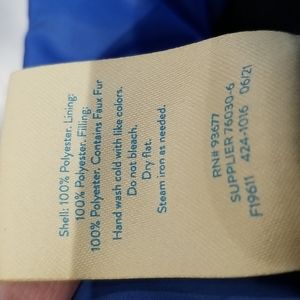 Shell: 100% Polyester. Lining:
100% Polyester. Filling:
100% Polyester. Contains Faux Fur
Hand wash cold with like colors.
Do not bleach.
Dry flat.
Steam iron as needed.
RN# 93677
SUPPLIER 76030-6
F19611 424-1016 06/21